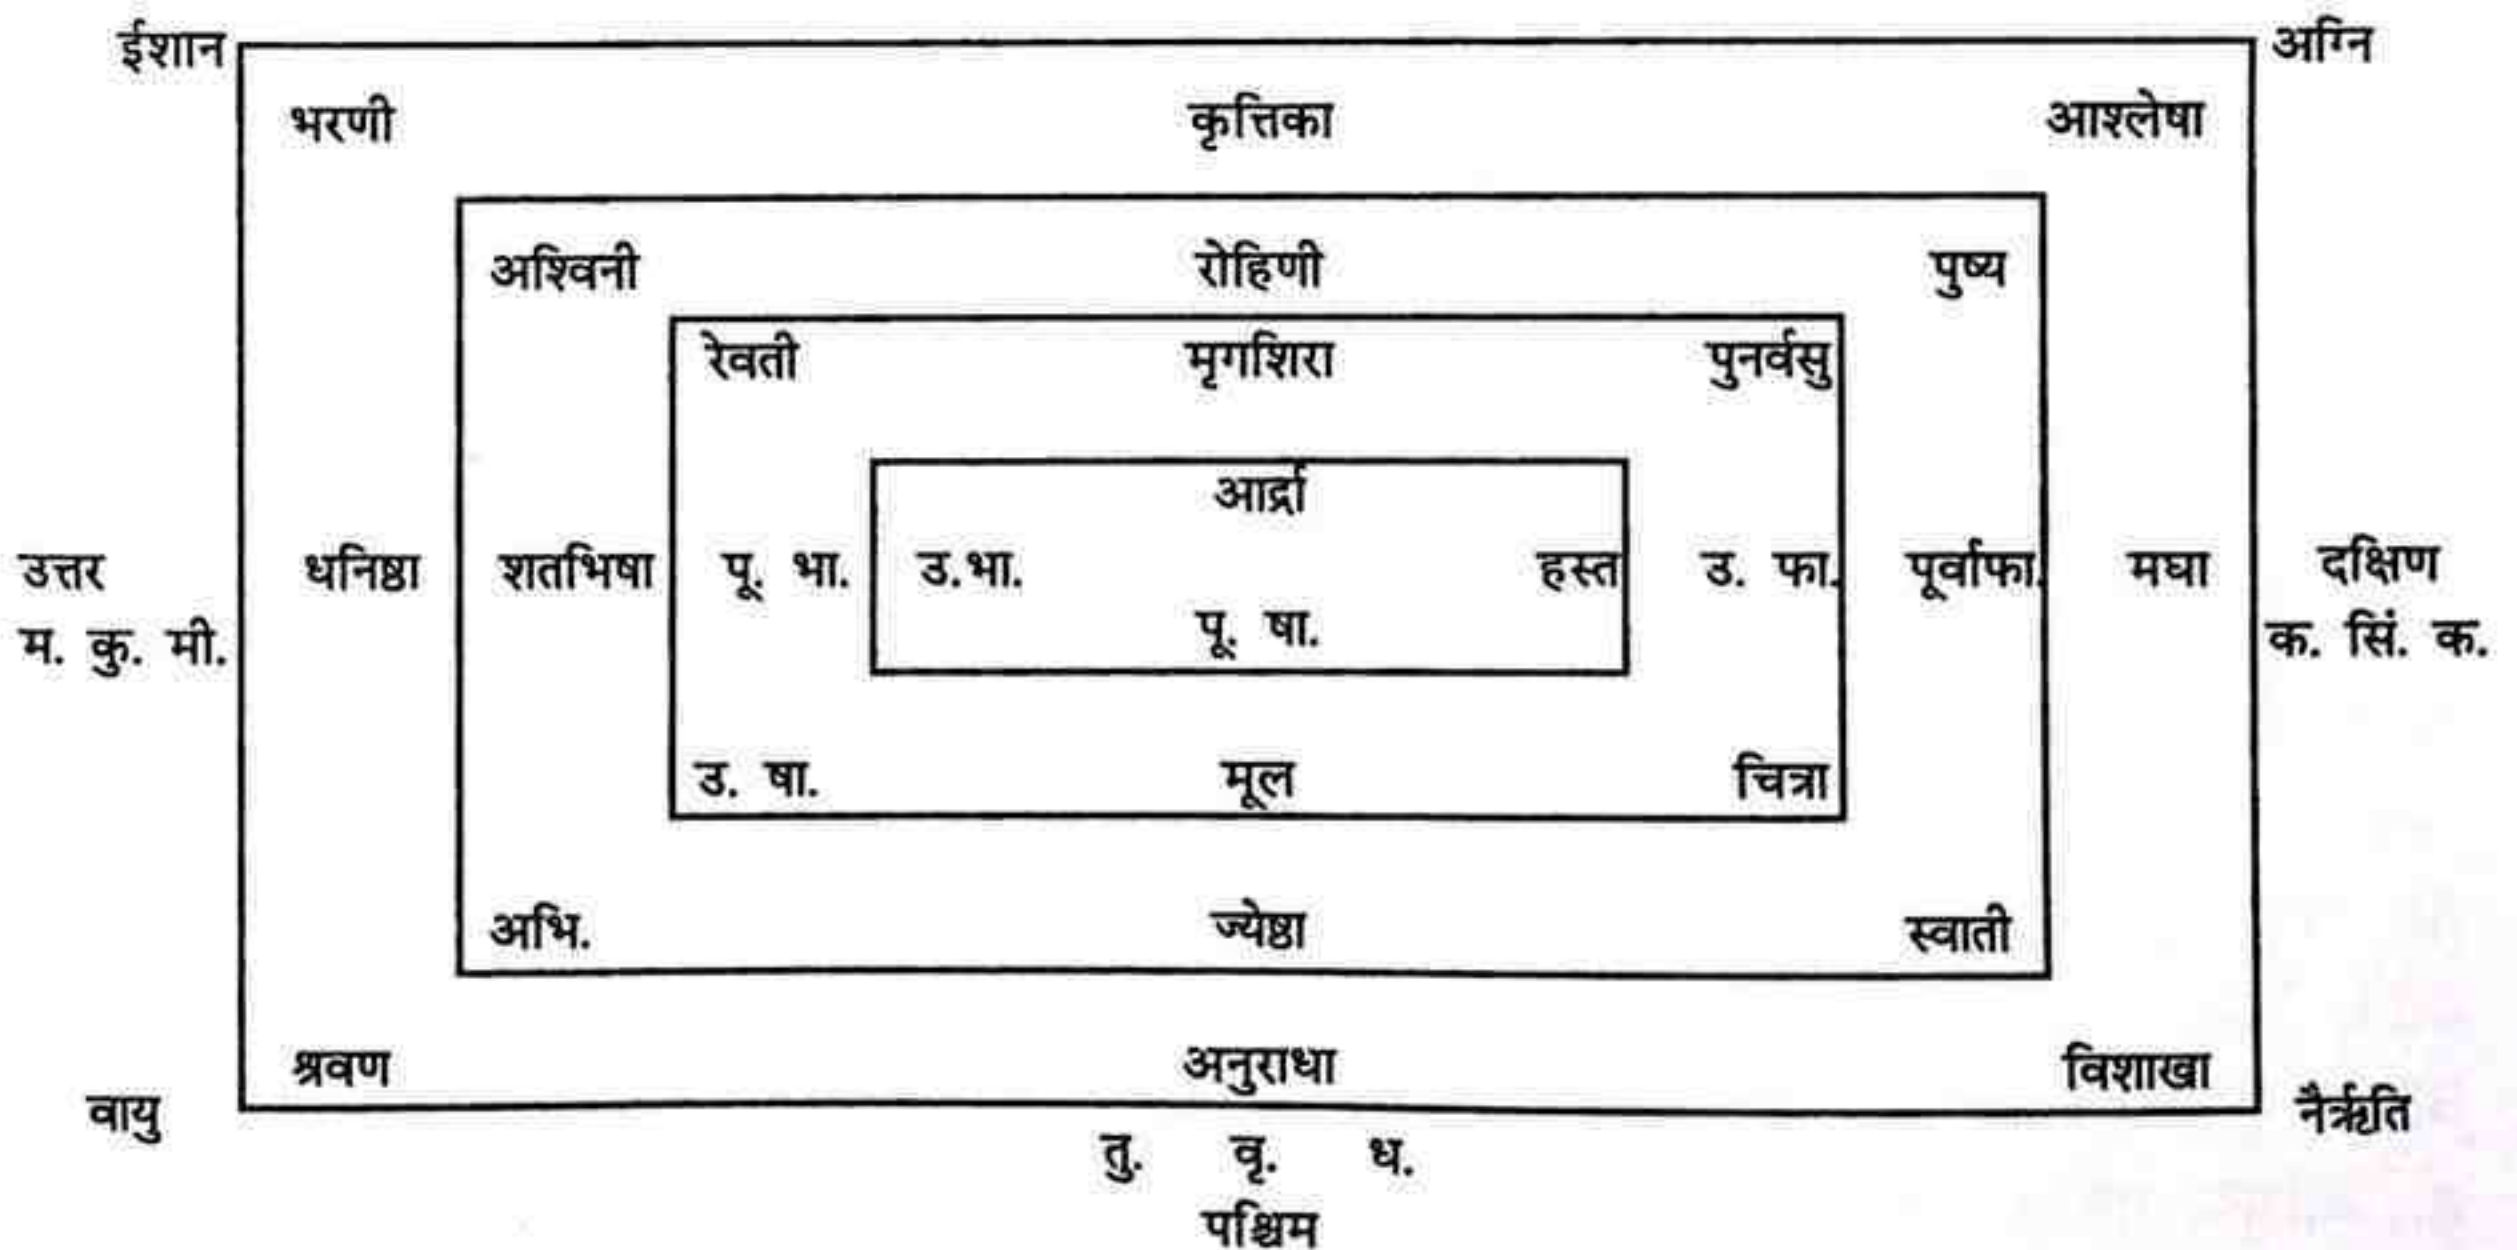 ईशान अग्नि
भरणी कृत्तिका आश्लेषा
अश्विनी रोहिणी पुष्य
रेवती मृगशिरा पुनर्वसु
आर्द्रा
उत्तर धनिष्ठा शतभिषा पू. भा. उ.भा. हस्त उ. फा. पूर्वाफा. मघा दक्षिण
म. कु. मी. पू. षा. क. सिं. क.
उ. षा. मूल चित्रा
अभि. ज्येष्ठा स्वाती
श्रवण अनुराधा विशाखा
वायु नैर्ऋति
तु. वृ. ध.
पश्चिम